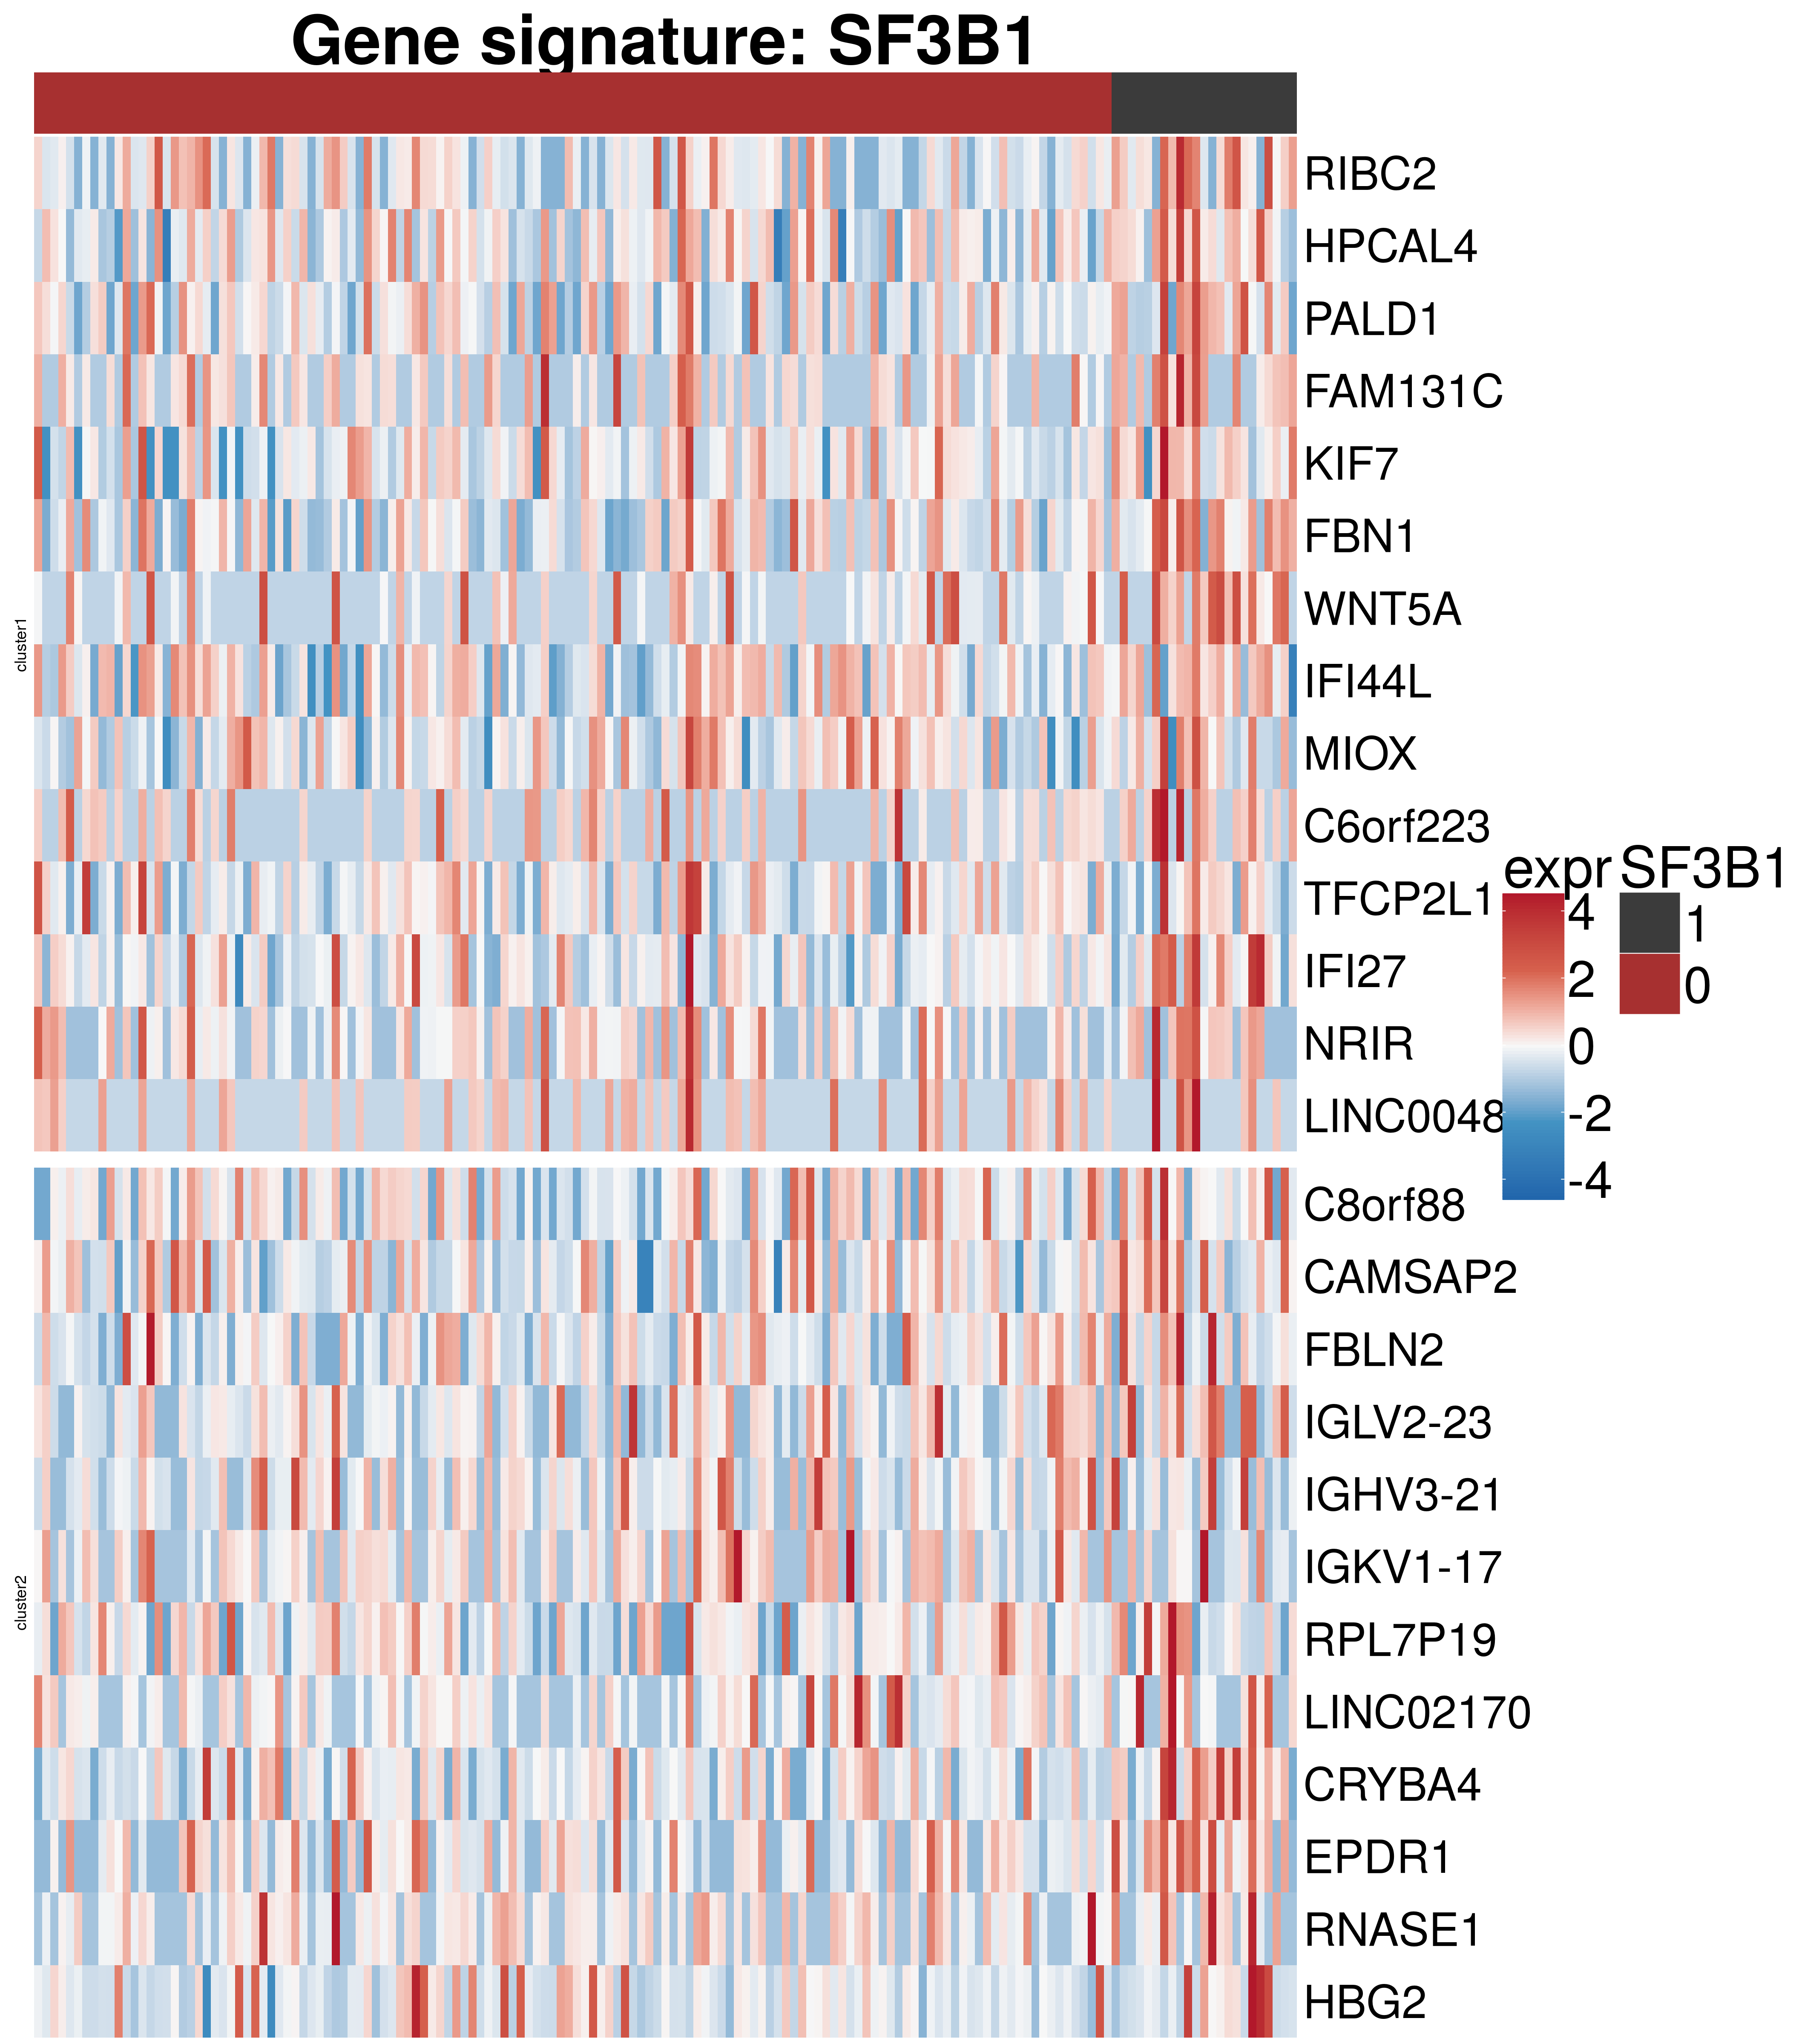 Gene signature: SF3B1
RIBC2
HPCAL4
PALD1
FAM131C
KIF7
FBN1
WNT5A
IFI44L
MIOX
C6orf223
TFCP2L1
IFI27
NRIR
LINC0048
cluster1
C8orf88
CAMSAP2
FBLN2
IGLV2-23
IGHV3-21
IGKV1-17
RPL7P19
LINC02170
CRYBA4
EPDR1
RNASE1
HBG2
cluster2
expr
4
2
0
-2
-4
SF3B1
1
0